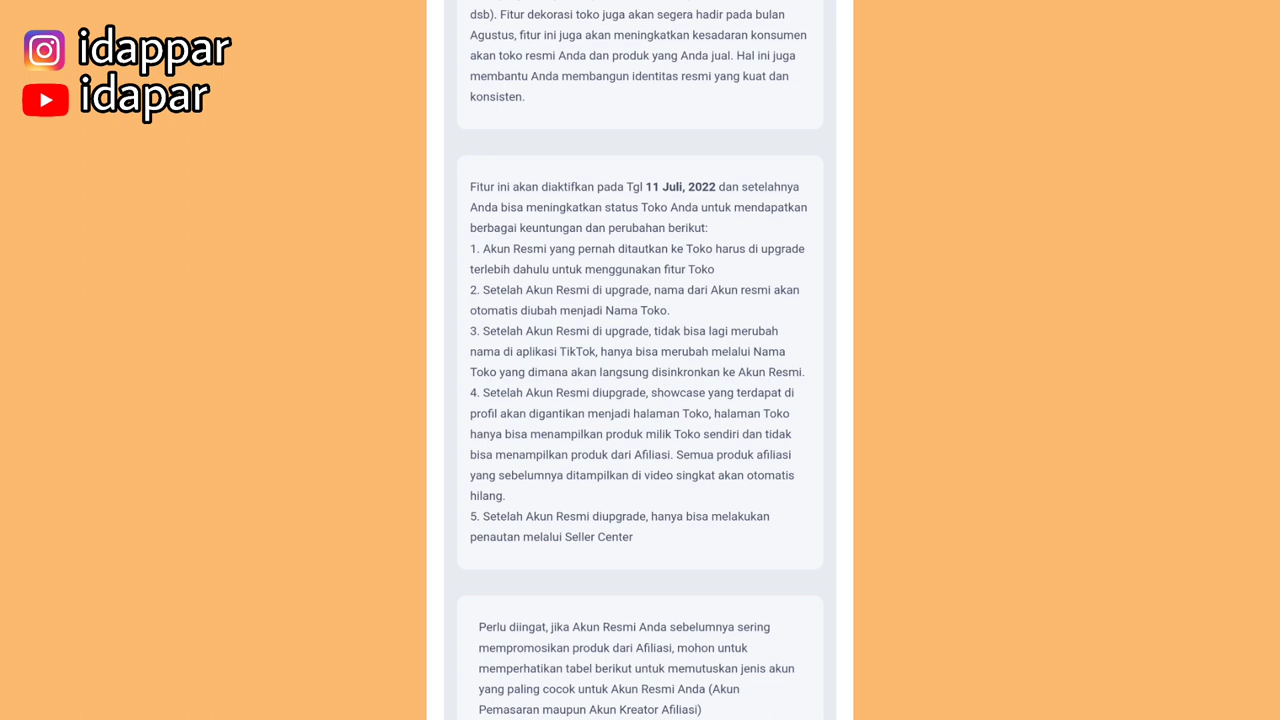 idappar
idapar
dsb). Fitur dekorasi toko juga akan segera hadir pada bulan
Agustus, fitur ini juga akan meningkatkan kesadaran konsumen
akan toko resmi Anda dan produk yang Anda jual. Hal ini juga
membantu Anda membangun identitas resmi yang kuat dan
konsisten.
Fitur ini akan diaktifkan pada Tgl 11 Juli, 2022 dan setelahnya
Anda bisa meningkatkan status Toko Anda untuk mendapatkan
berbagai keuntungan dan perubahan berikut:
1. Akun Resmi yang pernah ditautkan ke Toko harus di upgrade
terlebih dahulu untuk menggunakan fitur Toko
2. Setelah Akun Resmi di upgrade, nama dari Akun resmi akan
otomatis diubah menjadi Nama Toko.
3. Setelah Akun Resmi di upgrade, tidak bisa lagi merubah
nama di aplikasi TikTok, hanya bisa merubah melalui Nama
Toko yang dimana akan langsung disinkronkan ke Akun Resmi.
4. Setelah Akun Resmi diupgrade, showcase yang terdapat di
profil akan digantikan menjadi halaman Toko, halaman Toko
hanya bisa menampilkan produk milik Toko sendiri dan tidak
bisa menampilkan produk dari Afiliasi. Semua produk afiliasi
yang sebelumnya ditampilkan di video singkat akan otomatis
hilang.
5. Setelah Akun Resmi diupgrade, hanya bisa melakukan
penautan melalui Seller Center
Perlu diingat, jika Akun Resmi Anda sebelumnya sering
mempromosikan produk dari Afiliasi, mohon untuk
memperhatikan tabel berikut untuk memutuskan jenis akun
yang paling cocok untuk Akun Resmi Anda (Akun
Pemasaran maupun Akun Kreator Afiliasi)